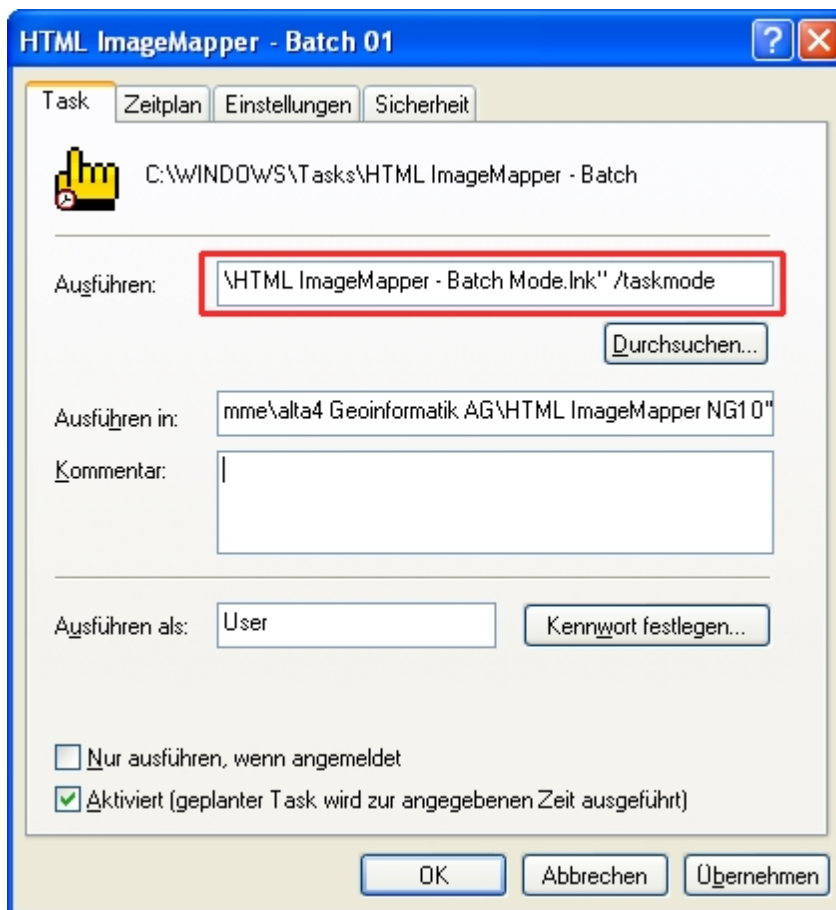 HTML ImageMapper - Batch 01
Task Zeitplan Einstellungen Sicherheit
C:\WINDOWS\Tasks\HTML ImageMapper - Batch
Ausführen: \HTML ImageMapper - Batch Mode.lnk" /taskmode
Durchsuchen...
Ausführen in: mme\alta4 Geoinformatik AG\HTML ImageMapper NG10"
Kommentar:
Ausführen als: User Kennwort festlegen...
Nur ausführen, wenn angemeldet
Aktiviert (geplanter Task wird zur angegebenen Zeit ausgeführt)
OK Abbrechen Übernehmen